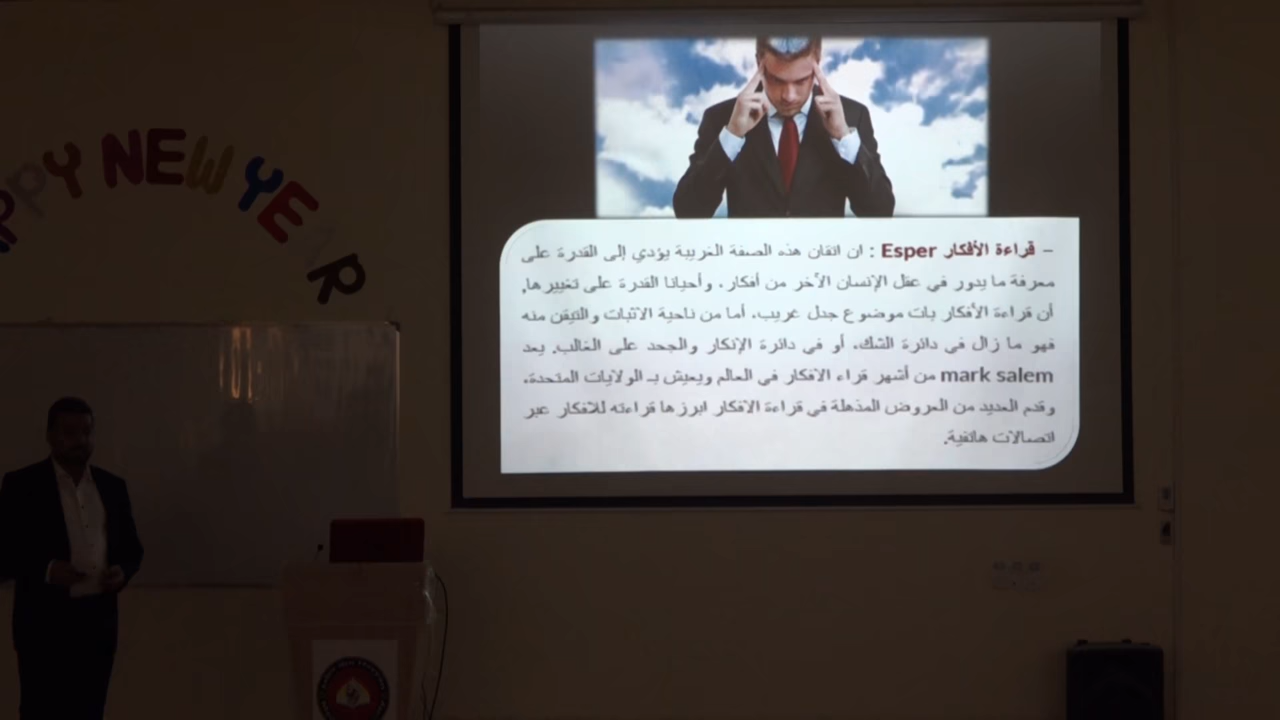 HAPPY NEW YEAR
– قراءة الأفكار Esper : ان اتقان هذه الصفة الغريبة يؤدي إلى القدرة على
معرفة ما يدور في عقل الإنسان الآخر من أفكار، وأحيانا القدرة على تغييرها.
أن قراءة الأفكار بات موضوع جدل غريب، أما من ناحية الاثبات والتيقن منه
فهو ما زال في دائرة الشك، أو في دائرة الإنكار والجحد على الغالب. يعد
mark salem من أشهر قراء الافكار في العالم ويعيش بـ الولايات المتحدة،
وقدم العديد من العروض المذهلة في قراءة الافكار ابرزها قراءته للافكار عبر
اتصالات هاتفية.